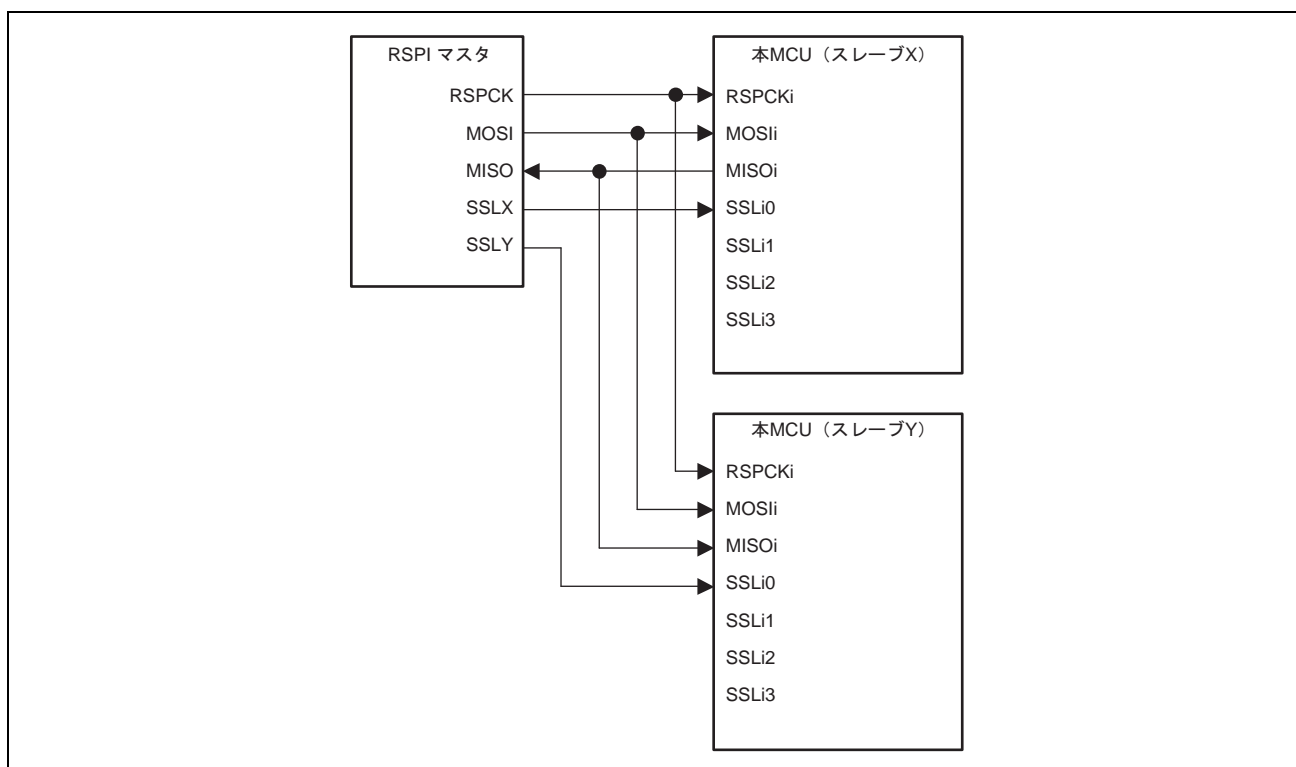 RSPI マスタ
RSPCK
MOSI
MISO
SSLX
SSLY
本MCU（スレーブX）
RSPCKi
MOSIi
MISOi
SSLi0
SSLi1
SSLi2
SSLi3
本MCU（スレーブY）
RSPCKi
MOSIi
MISOi
SSLi0
SSLi1
SSLi2
SSLi3